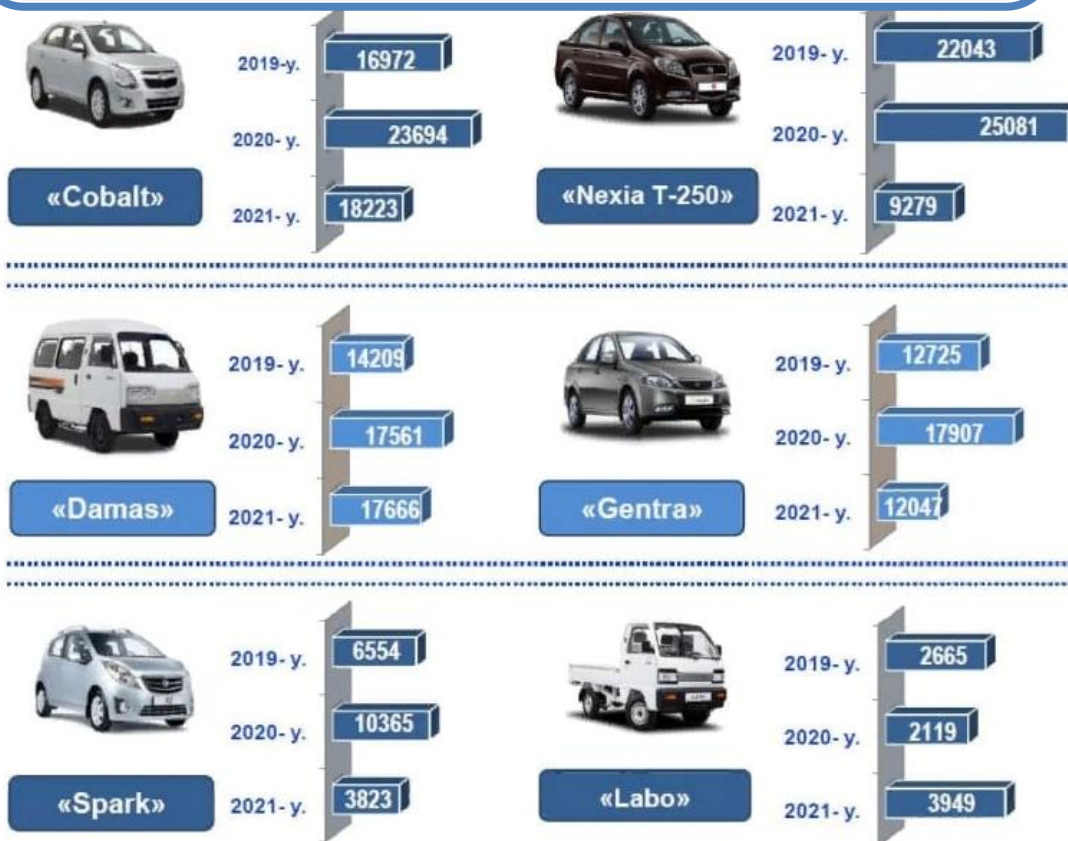 2019-y. 16972
2020- y. 23694
2021- y. 18223
«Cobalt»
2019-y. 22043
2020- y. 25081
2021- y. 9279
«Nexia T-250»
2019- y. 14209
2020- y. 17561
2021- y. 17666
«Damas»
2019- y. 12725
2020- y. 17907
2021- y. 12047
«Gentra»
2019- y. 6554
2020- y. 10365
2021- y. 3823
«Spark»
2019- y. 2665
2020- y. 2119
2021- y. 3949
«Labo»